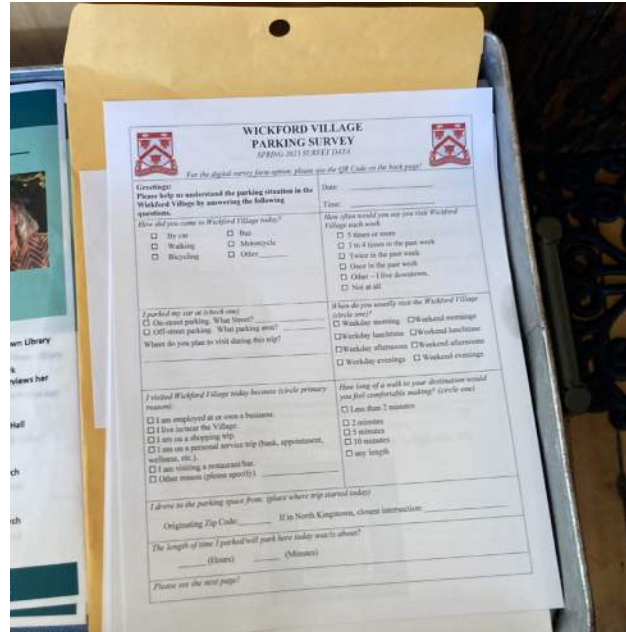 WICKFORD VILLAGE
PARKING SURVEY
SPRING 2023 SURVEY DATA
For the digital survey form option, please use the QR Code on the back page!
Greetings:
Please help us understand the parking situation in the
Wickford Village by answering the following
questions.
Date:
Time:
How did you come to Wickford Village today?
By car
Bus
Walking
Motorcycle
Bicycling
Other
How often would you say you visit Wickford
Village each week
5 times or more
3 to 4 times in the past week
Twice in the past week
Once in the past week
Other – I live downtown.
Not at all
I parked my car at (check one)
On-street parking. What Street?
Off-street parking. What parking area?
Where do you plan to visit during this trip?
When do you usually visit the Wickford Village
(circle one)?
Weekday morning Weekend mornings
Weekday lunchtime Weekend lunchtime
Weekday afternoons Weekend afternoons
Weekday evenings Weekend evenings
I visited Wickford Village today because (circle primary
reason):
I am employed at or own a business.
I live in/near the Village.
I am on a shopping trip.
I am on a personal service trip (bank, appointment,
wellness, etc.).
I am visiting a restaurant/bar.
Other reason (please specify).
How long of a walk to your destination would
you feel comfortable making? (circle one)
Less than 2 minutes
2 minutes
5 minutes
10 minutes
any length
I drove to the parking space from: (place where trip started today)
Originating Zip Code: If in North Kingstown, closest intersection:
The length of time I parked/will park here today was/is about?
(Hours) (Minutes)
Please see the next page!
wn Library
views her
Hall
ch
rch